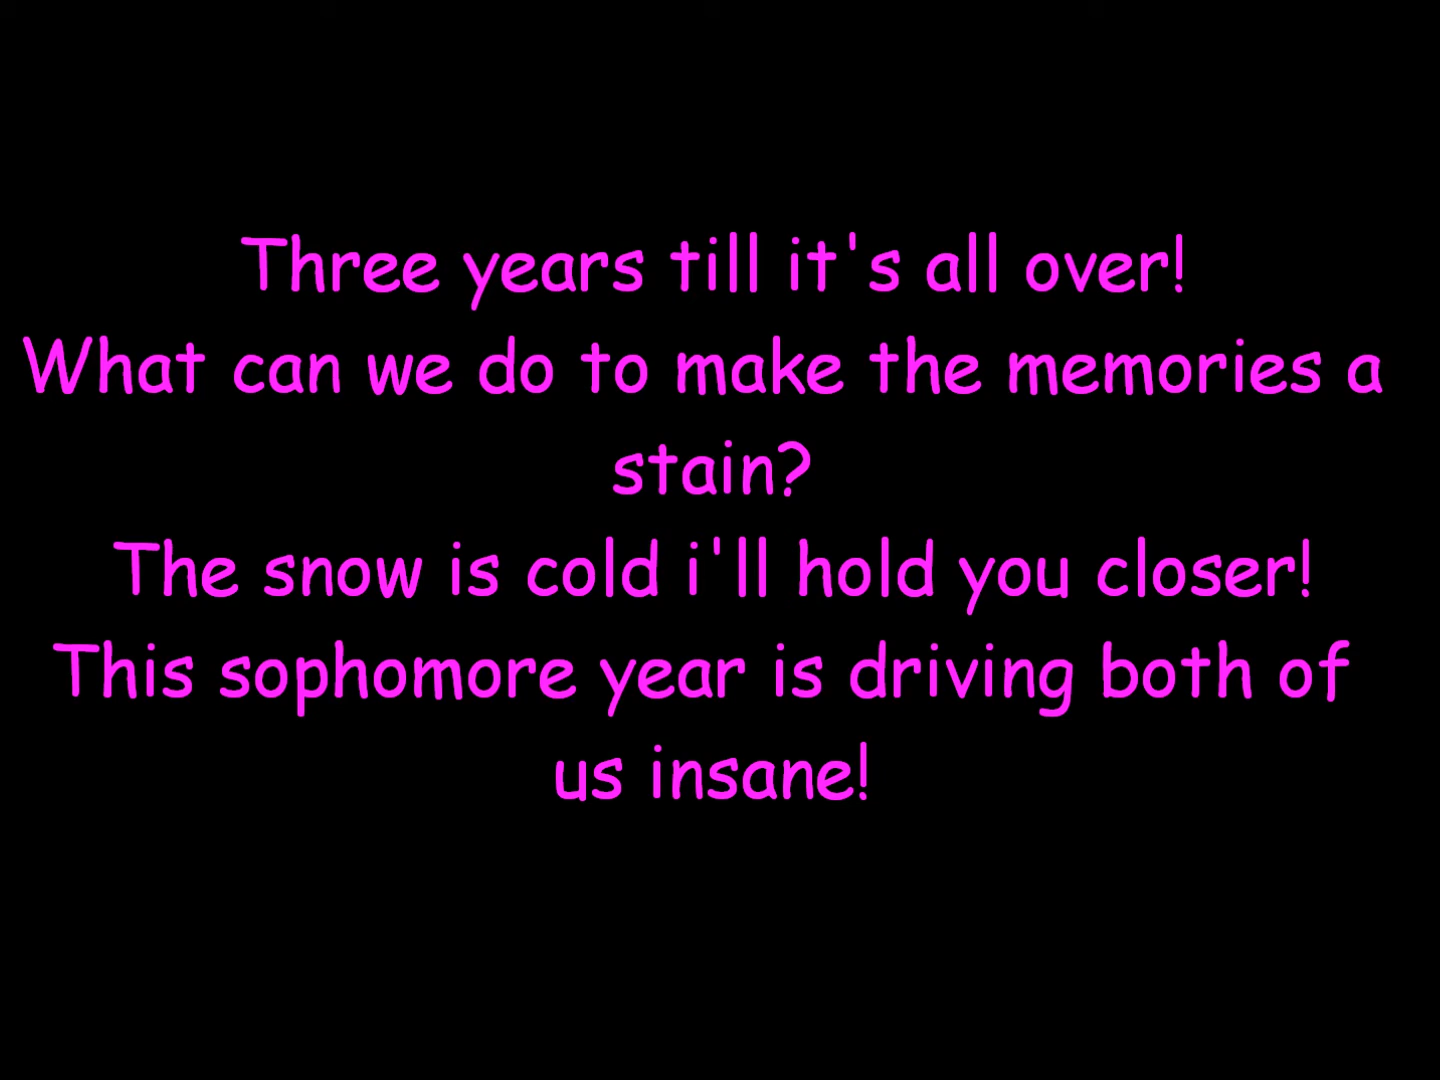 Three years till it's all over!
What can we do to make the memories a
stain?
The snow is cold i'll hold you closer!
This sophomore year is driving both of
us insane!